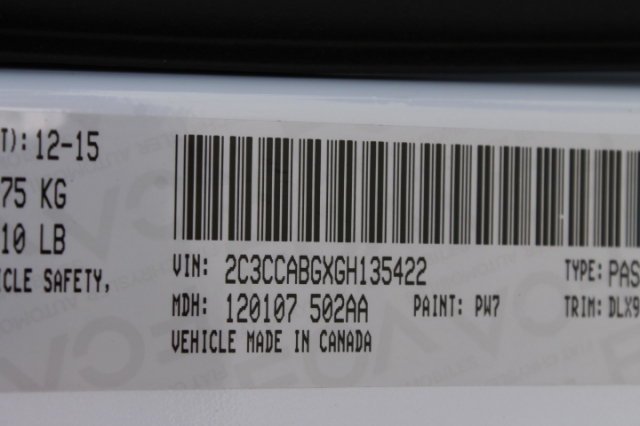 T): 12-15
75 KG
10 LB
ICLE SAFETY,
VIN: 2C3CCABGXGH135422 TYPE: PAS
MDH: 120107 502AA PAINT: PW7 TRIM: DLX9
VEHICLE MADE IN CANADA